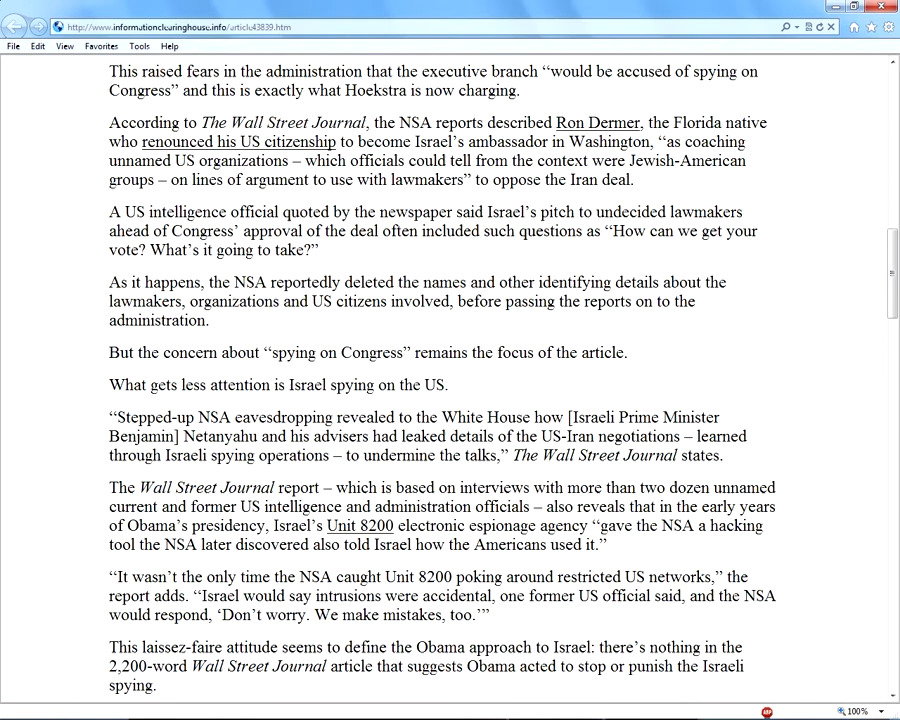 http://www.informationclearinghouse.info/article43839.htm
File Edit View Favorites Tools Help
This raised fears in the administration that the executive branch “would be accused of spying on
Congress” and this is exactly what Hoekstra is now charging.
According to The Wall Street Journal, the NSA reports described Ron Dermer, the Florida native
who renounced his US citizenship to become Israel’s ambassador in Washington, “as coaching
unnamed US organizations – which officials could tell from the context were Jewish-American
groups – on lines of argument to use with lawmakers” to oppose the Iran deal.
A US intelligence official quoted by the newspaper said Israel’s pitch to undecided lawmakers
ahead of Congress’ approval of the deal often included such questions as “How can we get your
vote? What’s it going to take?”
As it happens, the NSA reportedly deleted the names and other identifying details about the
lawmakers, organizations and US citizens involved, before passing the reports on to the
administration.
But the concern about “spying on Congress” remains the focus of the article.
What gets less attention is Israel spying on the US.
“Stepped-up NSA eavesdropping revealed to the White House how [Israeli Prime Minister
Benjamin] Netanyahu and his advisers had leaked details of the US-Iran negotiations – learned
through Israeli spying operations – to undermine the talks,” The Wall Street Journal states.
The Wall Street Journal report – which is based on interviews with more than two dozen unnamed
current and former US intelligence and administration officials – also reveals that in the early years
of Obama’s presidency, Israel’s Unit 8200 electronic espionage agency “gave the NSA a hacking
tool the NSA later discovered also told Israel how the Americans used it.”
“It wasn’t the only time the NSA caught Unit 8200 poking around restricted US networks,” the
report adds. “Israel would say intrusions were accidental, one former US official said, and the NSA
would respond, ‘Don’t worry. We make mistakes, too.’”
This laissez-faire attitude seems to define the Obama approach to Israel: there’s nothing in the
2,200-word Wall Street Journal article that suggests Obama acted to stop or punish the Israeli
spying.
ABP
100%